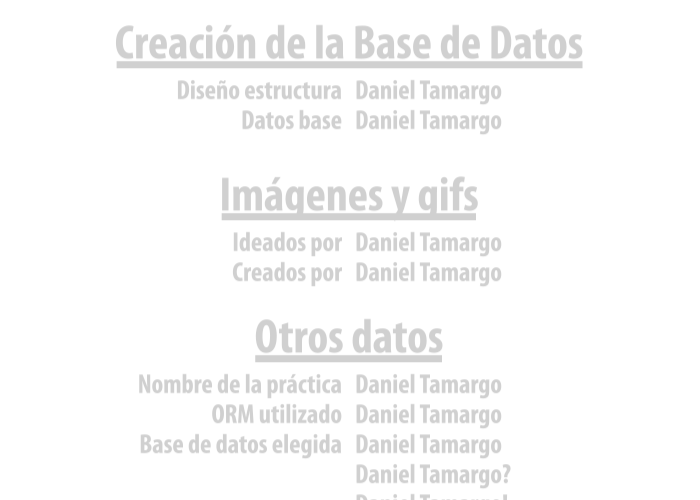 Creación de la Base de Datos
Diseño estructura Daniel Tamargo
Datos base Daniel Tamargo
Imágenes y gifs
Ideados por Daniel Tamargo
Creados por Daniel Tamargo
Otros datos
Nombre de la práctica Daniel Tamargo
ORM utilizado Daniel Tamargo
Base de datos elegida Daniel Tamargo
Daniel Tamargo?